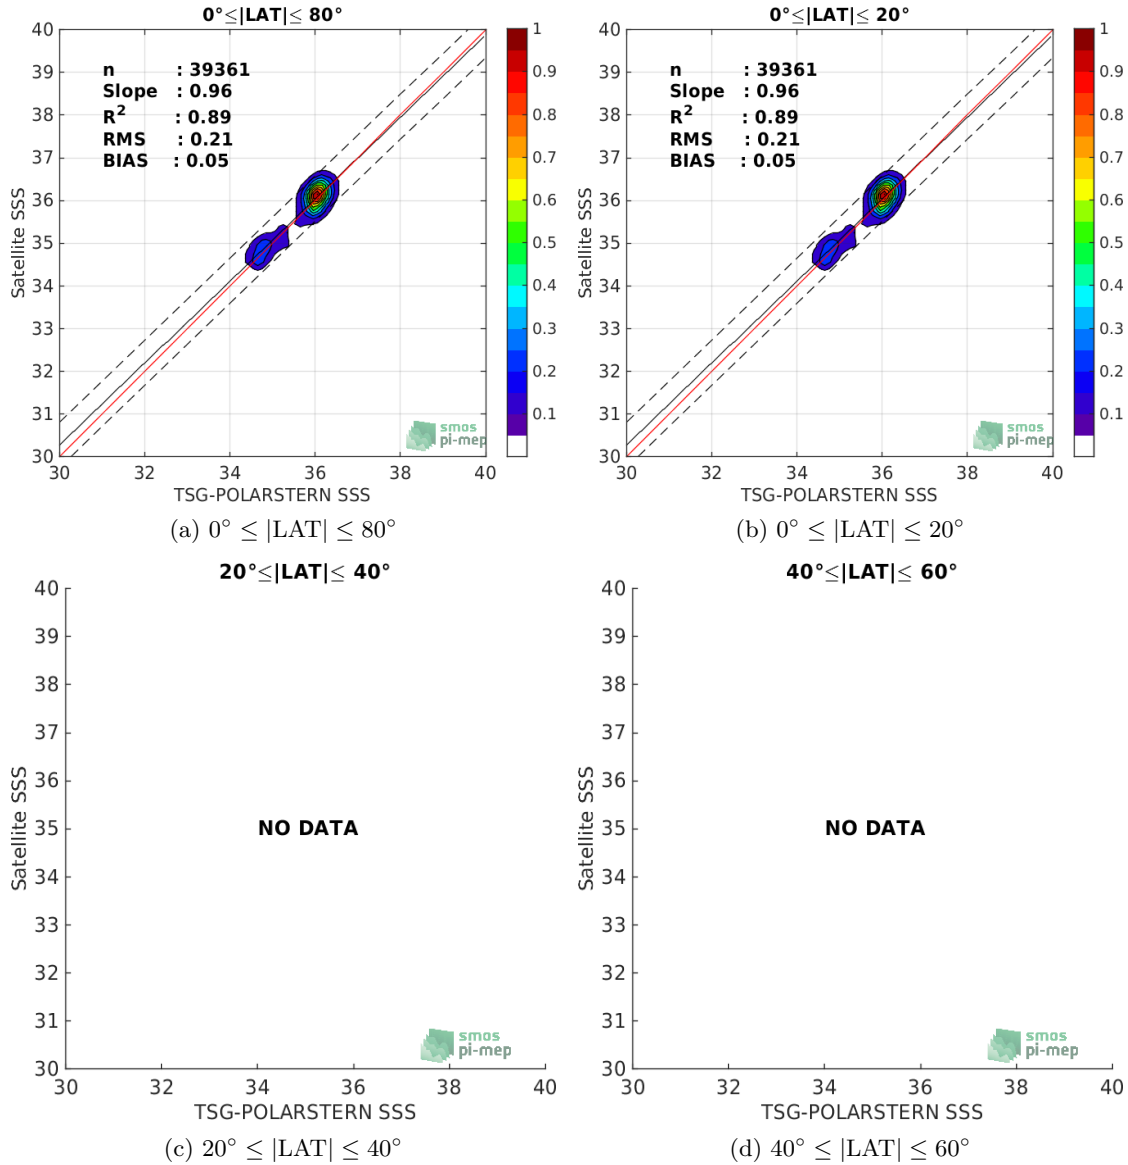 0°≤|LAT|≤ 80°
40
39
38
37
36
35
34
33
32
31
30
Satellite SSS
n : 39361
Slope : 0.96
R² : 0.89
RMS : 0.21
BIAS : 0.05
smos
pi-mep
30 32 34 36 38 40
TSG-POLARSTERN SSS
1
0.9
0.8
0.7
0.6
0.5
0.4
0.3
0.2
0.1
(a) 0° ≤ |LAT| ≤ 80°
0°≤|LAT|≤ 20°
40
39
38
37
36
35
34
33
32
31
30
Satellite SSS
n : 39361
Slope : 0.96
R² : 0.89
RMS : 0.21
BIAS : 0.05
smos
pi-mep
30 32 34 36 38 40
TSG-POLARSTERN SSS
1
0.9
0.8
0.7
0.6
0.5
0.4
0.3
0.2
0.1
(b) 0° ≤ |LAT| ≤ 20°
20°≤|LAT|≤ 40°
40
39
38
37
36
35
34
33
32
31
30
Satellite SSS
NO DATA
smos
pi-mep
30 32 34 36 38 40
TSG-POLARSTERN SSS
(c) 20° ≤ |LAT| ≤ 40°
40°≤|LAT|≤ 60°
40
39
38
37
36
35
34
33
32
31
30
Satellite SSS
NO DATA
smos
pi-mep
30 32 34 36 38 40
TSG-POLARSTERN SSS
(d) 40° ≤ |LAT| ≤ 60°